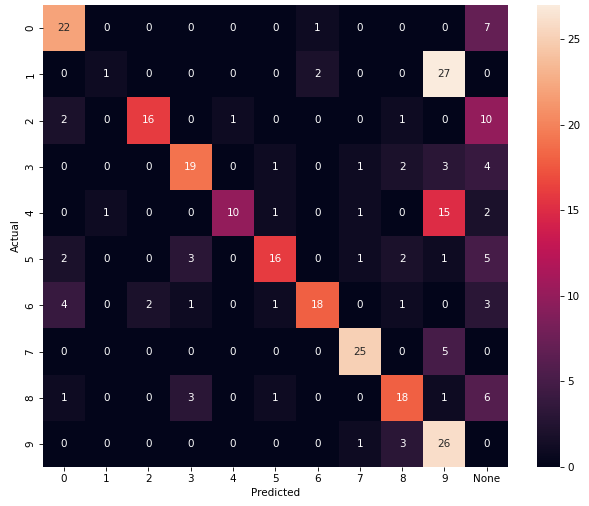 0 22 0 0 0 0 0 1 0 0 0 7
1 0 1 0 0 0 0 2 0 0 27 0
2 2 0 16 0 1 0 0 0 1 0 10
3 0 0 0 19 0 1 0 1 2 3 4
4 0 1 0 0 10 1 0 1 0 15 2
5 2 0 0 3 0 16 0 1 2 1 5
6 4 0 2 1 0 1 18 0 1 0 3
7 0 0 0 0 0 0 0 25 0 5 0
8 1 0 0 3 0 1 0 0 18 1 6
9 0 0 0 0 0 0 0 1 3 26 0
0 1 2 3 4 5 6 7 8 9 None
Predicted
Actual
25
20
15
10
5
0